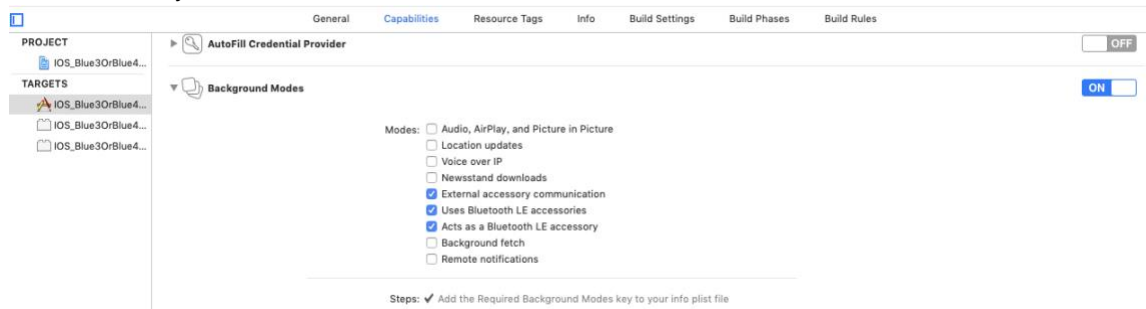 General Capabilities Resource Tags Info Build Settings Build Phases Build Rules
PROJECT
IOS_Blue3OrBlue4...
TARGETS
IOS_Blue3OrBlue4...
IOS_Blue3OrBlue4...
IOS_Blue3OrBlue4...
AutoFill Credential Provider OFF
Background Modes ON
Modes: Audio, AirPlay, and Picture in Picture
Location updates
Voice over IP
Newsstand downloads
External accessory communication
Uses Bluetooth LE accessories
Acts as a Bluetooth LE accessory
Background fetch
Remote notifications
Steps: ✔ Add the Required Background Modes key to your info plist file